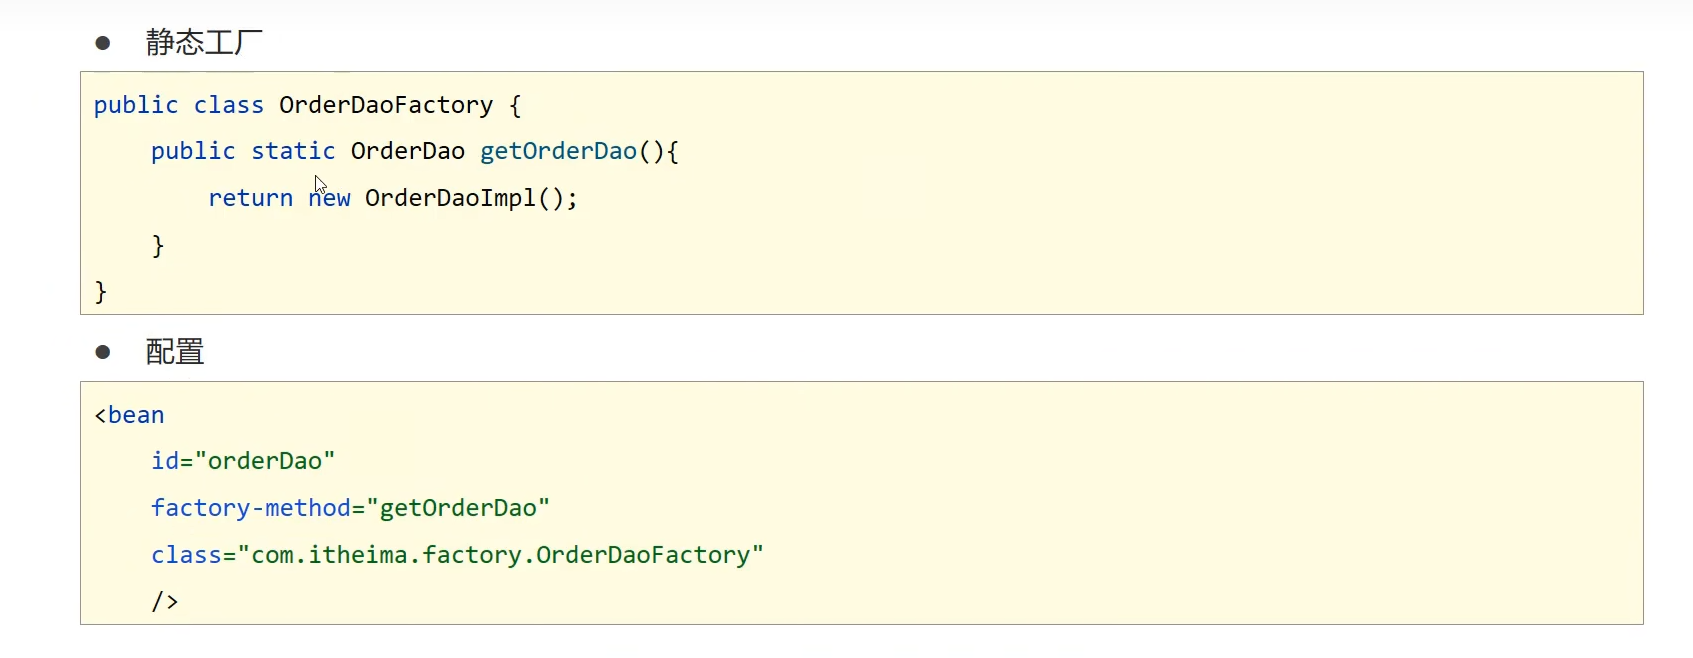 ● 静态工厂
public class OrderDaoFactory {
    public static OrderDao getOrderDao(){
        return new OrderDaoImpl();
    }
}
● 配置
<bean
    id="orderDao"
    factory-method="getOrderDao"
    class="com.itheima.factory.OrderDaoFactory"
    />